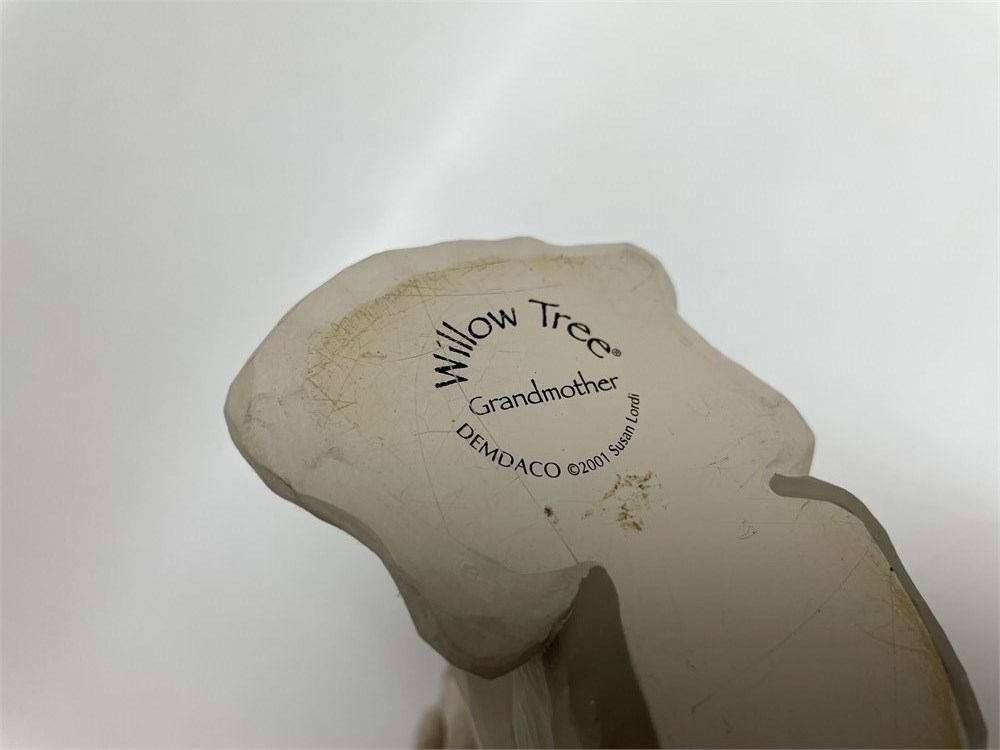 Willow Tree®
Grandmother
DEMDACO ©2001 Susan Lordi